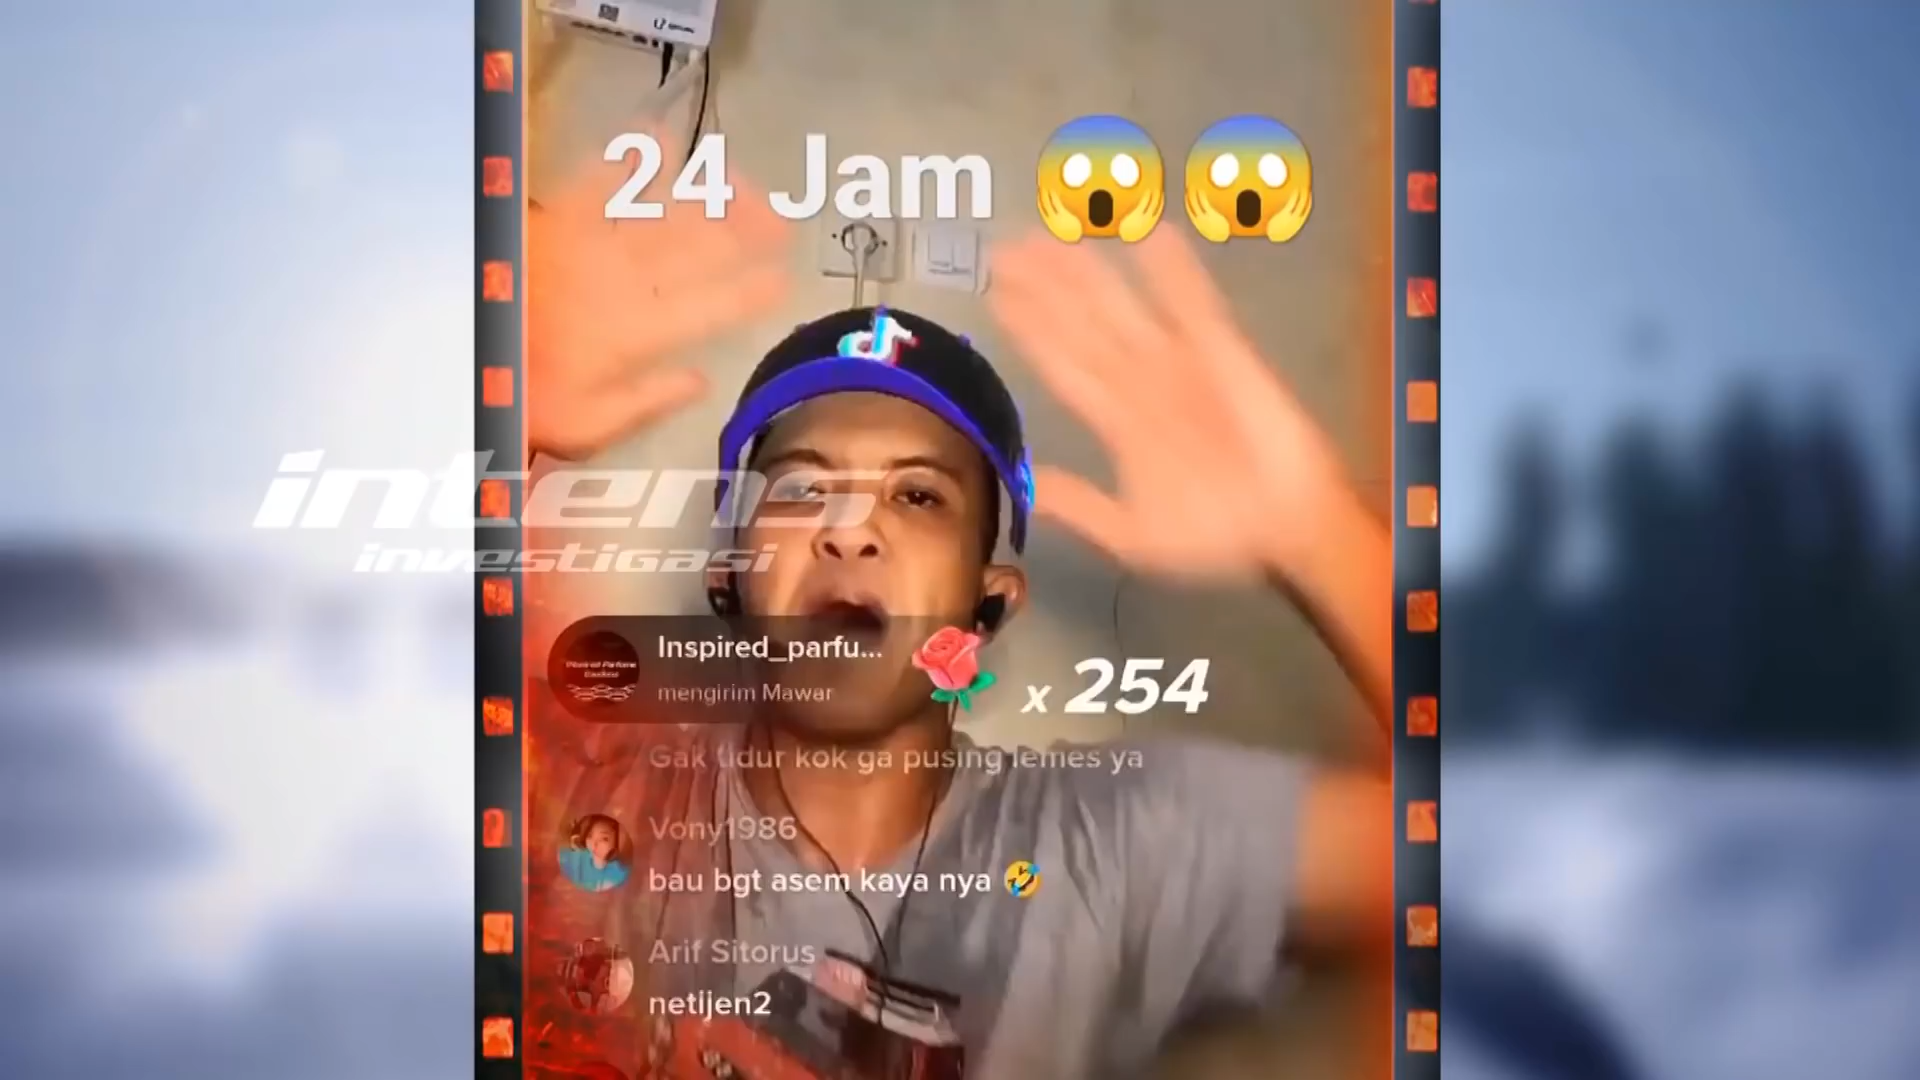 24 Jam 😱😱
intens
investigasi
Inspired_parfu...
mengirim Mawar
x 254
Gak tidur kok ga pusing lemes ya
Vony1986
bau bgt asem kaya nya 🤣
Arif Sitorus
netijen2